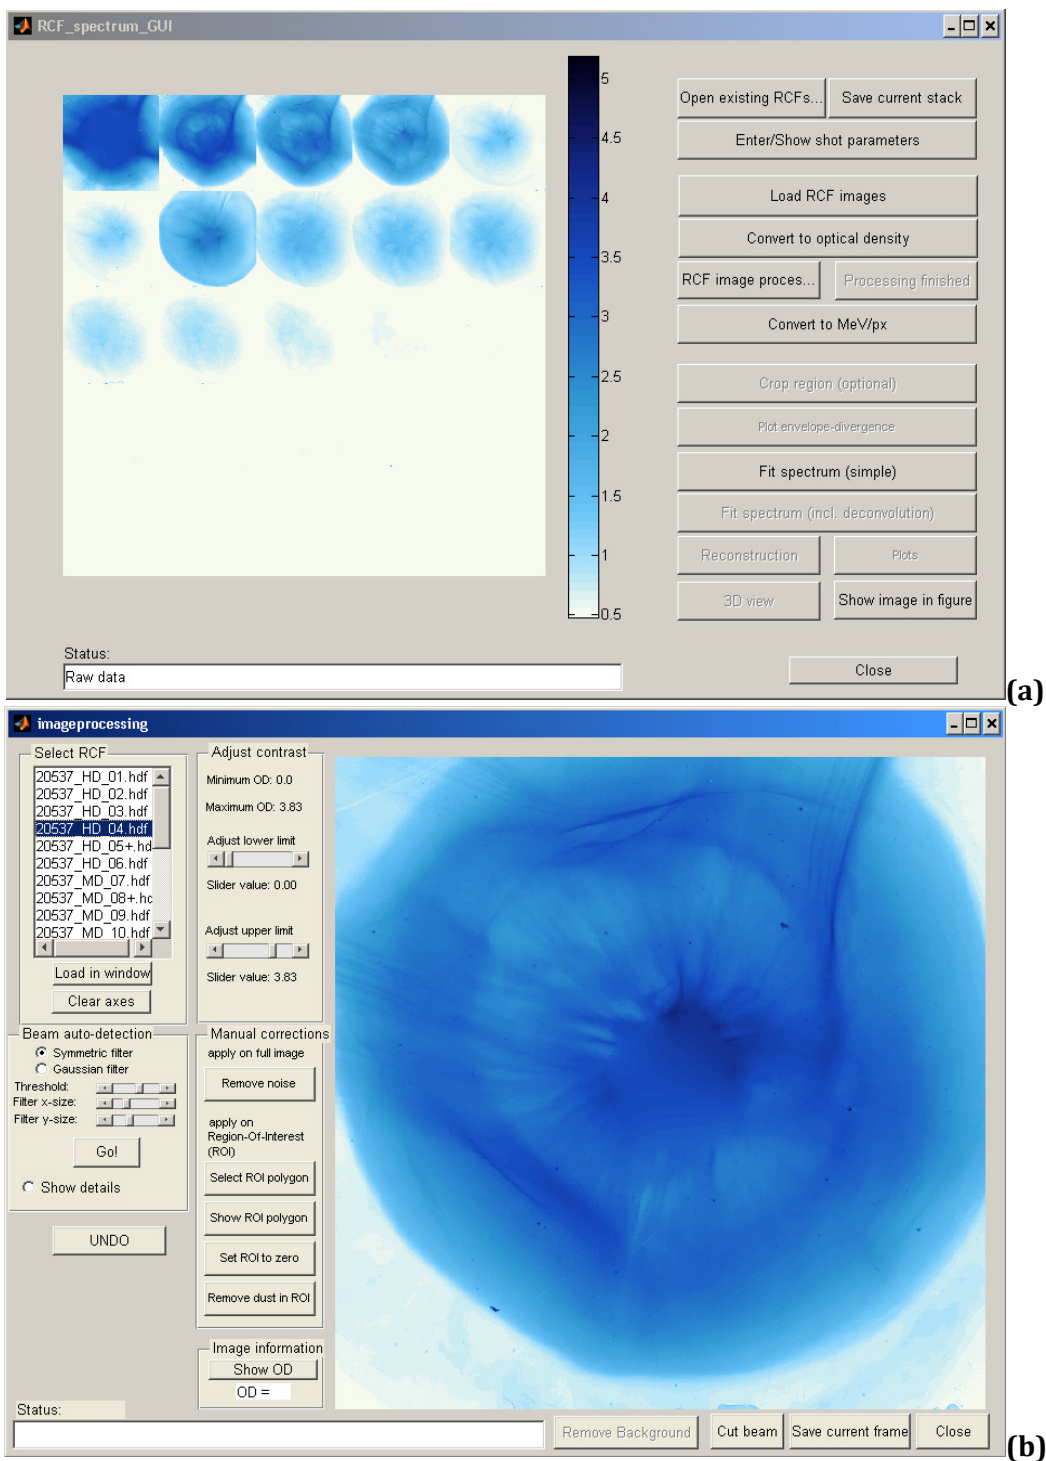 RCF_spectrum_GUI
5
4.5
4
3.5
3
2.5
2
1.5
1
0.5
Open existing RCFs... Save current stack
Enter/Show shot parameters
Load RCF images
Convert to optical density
RCF image proces... Processing finished
Convert to MeV/px
Crop region (optional)
Plot envelope-divergence
Fit spectrum (simple)
Fit spectrum (incl. deconvolution)
Reconstruction Plots
3D view Show image in figure
Status:
Raw data
Close
(a)
imageprocessing
Select RCF
20537_HD_01.hdf
20537_HD_02.hdf
20537_HD_03.hdf
20537_HD_04.hdf
20537_HD_05+.hd
20537_HD_06.hdf
20537_MD_07.hdf
20537_MD_08+.hc
20537_MD_09.hdf
20537_MD_10.hdf
Load in window
Clear axes
Adjust contrast
Minimum OD: 0.0
Maximum OD: 3.83
Adjust lower limit
Slider value: 0.00
Adjust upper limit
Slider value: 3.83
Beam auto-detection
Symmetric filter
Gaussian filter
Threshold:
Filter x-size:
Filter y-size:
Go!
Show details
UNDO
Manual corrections
apply on full image
Remove noise
apply on
Region-Of-Interest
(ROI)
Select ROI polygon
Show ROI polygon
Set ROI to zero
Remove dust in ROI
Image information
Show OD
OD =
Status:
Remove Background Cut beam Save current frame Close
(b)